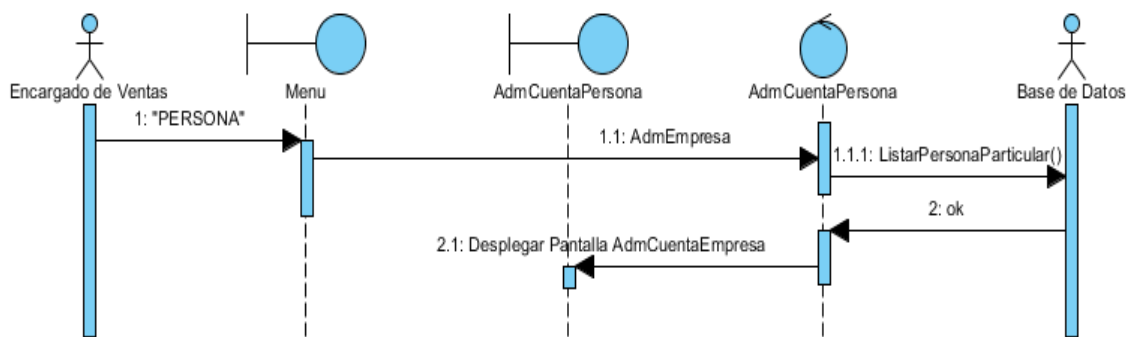 Encargado de Ventas
Menu
AdmCuentaPersona
AdmCuentaPersona
Base de Datos
1: "PERSONA"
1.1: AdmEmpresa
1.1.1: ListarPersonaParticular()
2: ok
2.1: Desplegar Pantalla AdmCuentaEmpresa